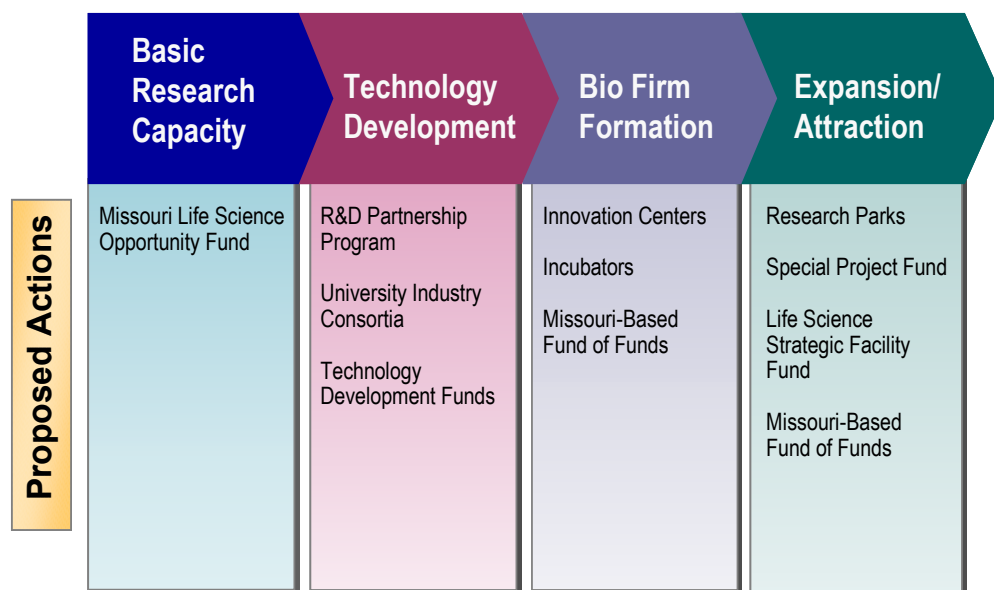 Basic
Research
Capacity
Technology
Development
Bio Firm
Formation
Expansion/
Attraction
Proposed Actions
Missouri Life Science
Opportunity Fund
R&D Partnership
Program
University Industry
Consortia
Technology
Development Funds
Innovation Centers
Incubators
Missouri-Based
Fund of Funds
Research Parks
Special Project Fund
Life Science
Strategic Facility
Fund
Missouri-Based
Fund of Funds